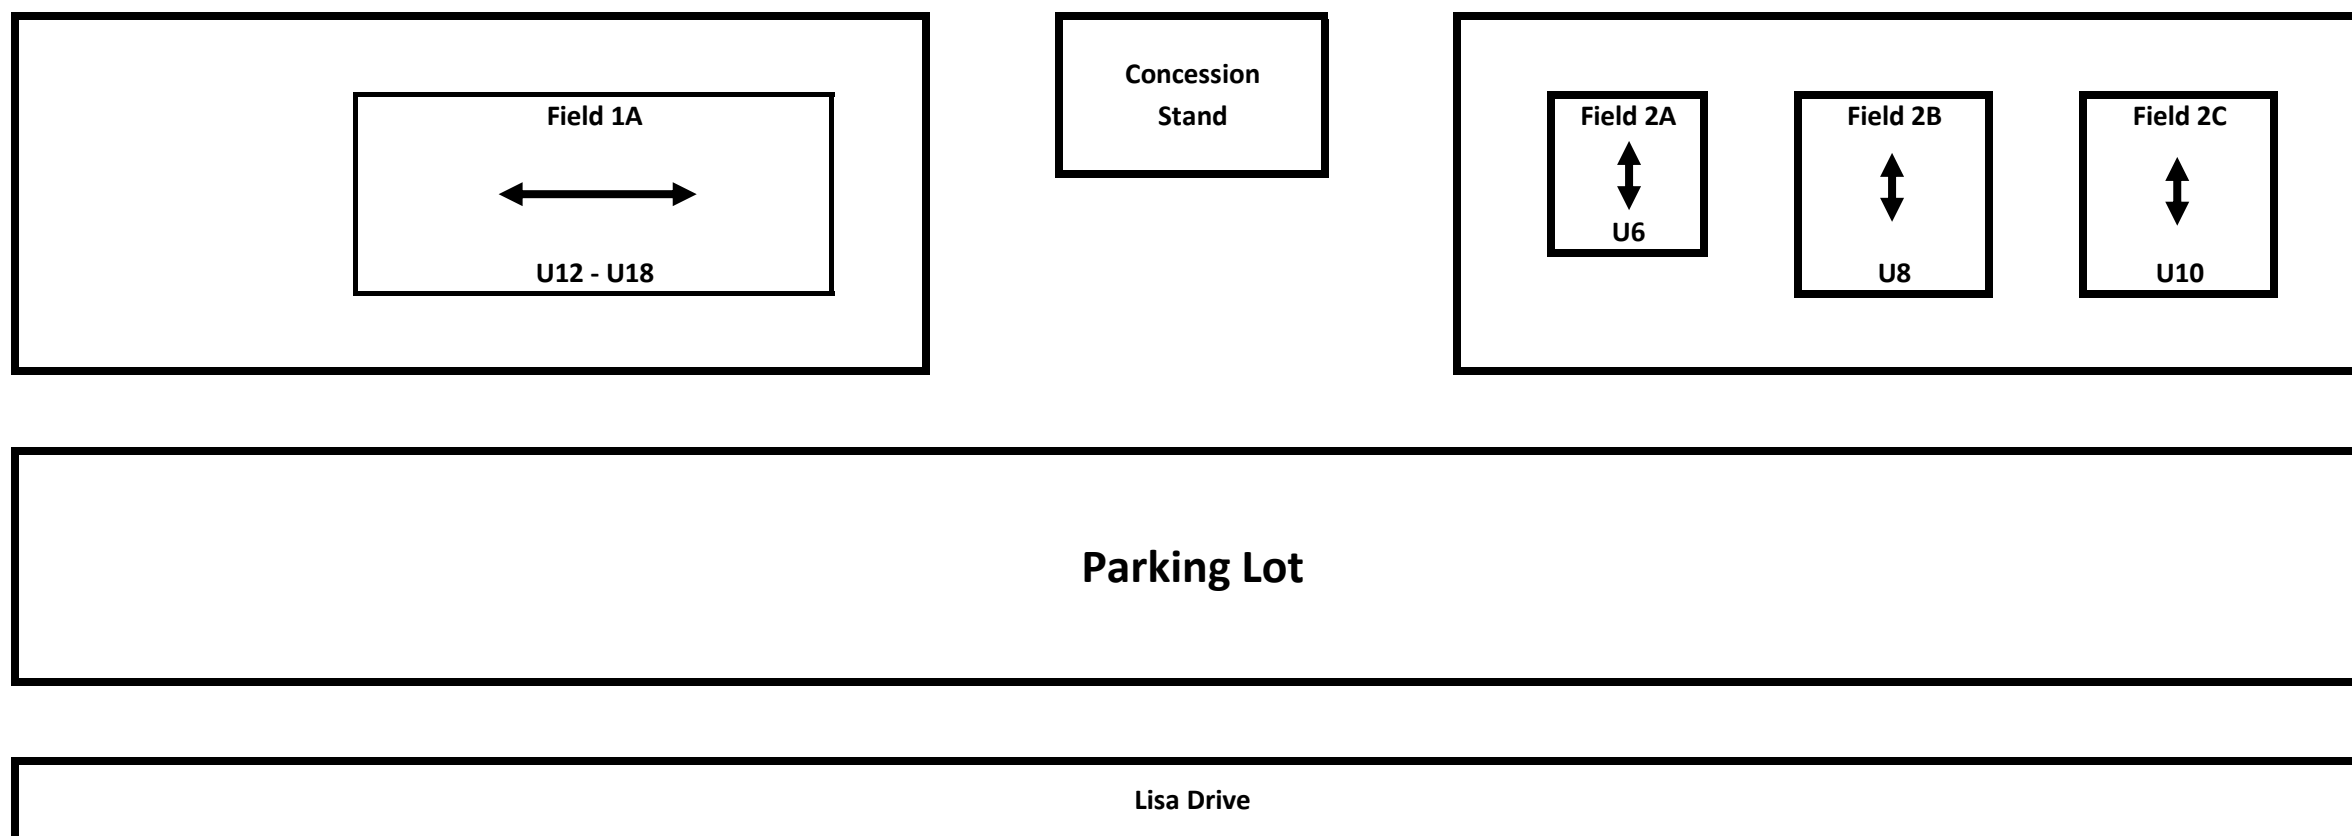 Field 1A
U12 - U18
Concession
Stand
Field 2A
U6
Field 2B
U8
Field 2C
U10
Parking Lot
Lisa Drive